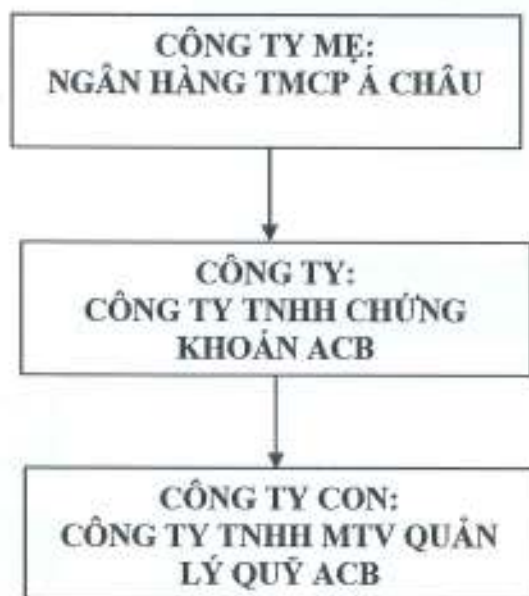 CÔNG TY MẸ:
NGÂN HÀNG TMCP Á CHÂU
CÔNG TY:
CÔNG TY TNHH CHỨNG
KHOÁN ACB
CÔNG TY CON:
CÔNG TY TNHH MTV QUẢN
LÝ QUỸ ACB